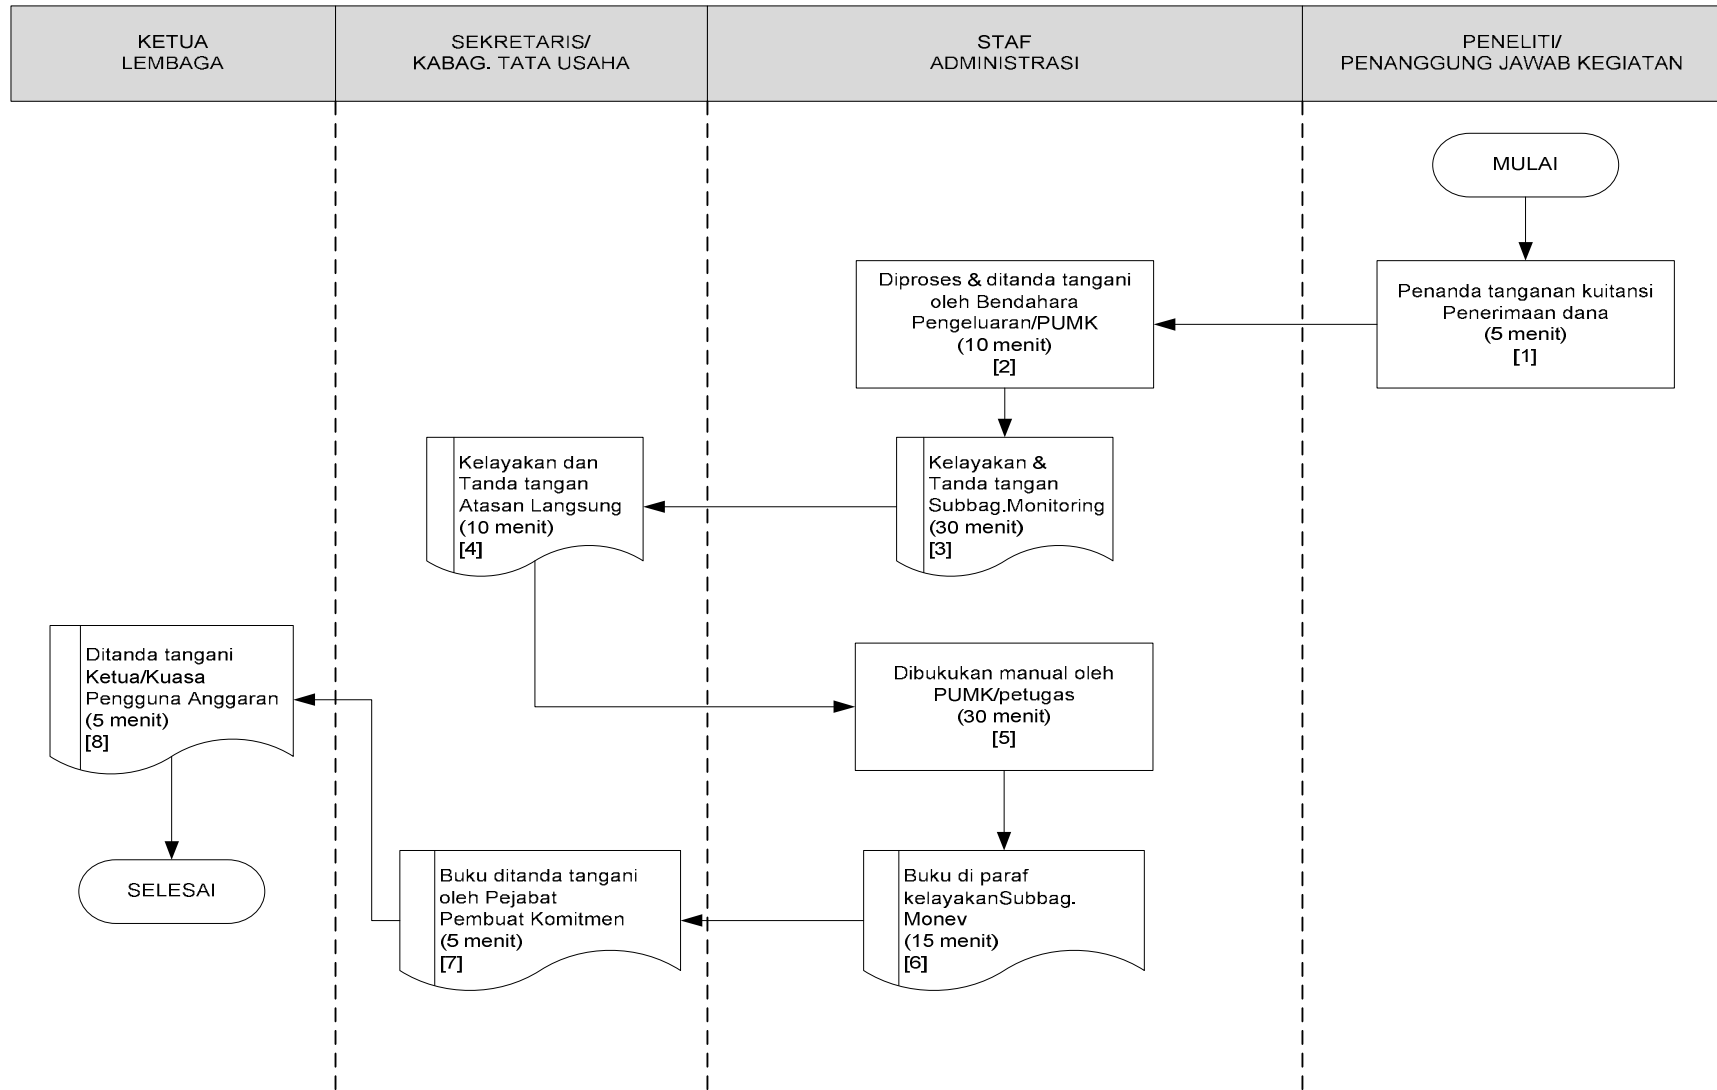 KETUA
LEMBAGA
SEKRETARIS/
KABAG. TATA USAHA
STAF
ADMINISTRASI
PENELITI/
PENANGGUNG JAWAB KEGIATAN
MULAI
Penanda tanganan kuitansi
Penerimaan dana
(5 menit)
[1]
Diproses & ditanda tangani
oleh Bendahara
Pengeluaran/PUMK
(10 menit)
[2]
Kelayakan &
Tanda tangan
Subbag.Monitoring
(30 menit)
[3]
Kelayakan dan
Tanda tangan
Atasan Langsung
(10 menit)
[4]
Dibukukan manual oleh
PUMK/petugas
(30 menit)
[5]
Buku di paraf
kelayakanSubbag.
Monev
(15 menit)
[6]
Buku ditanda tangani
oleh Pejabat
Pembuat Komitmen
(5 menit)
[7]
Ditanda tangani
Ketua/Kuasa
Pengguna Anggaran
(5 menit)
[8]
SELESAI